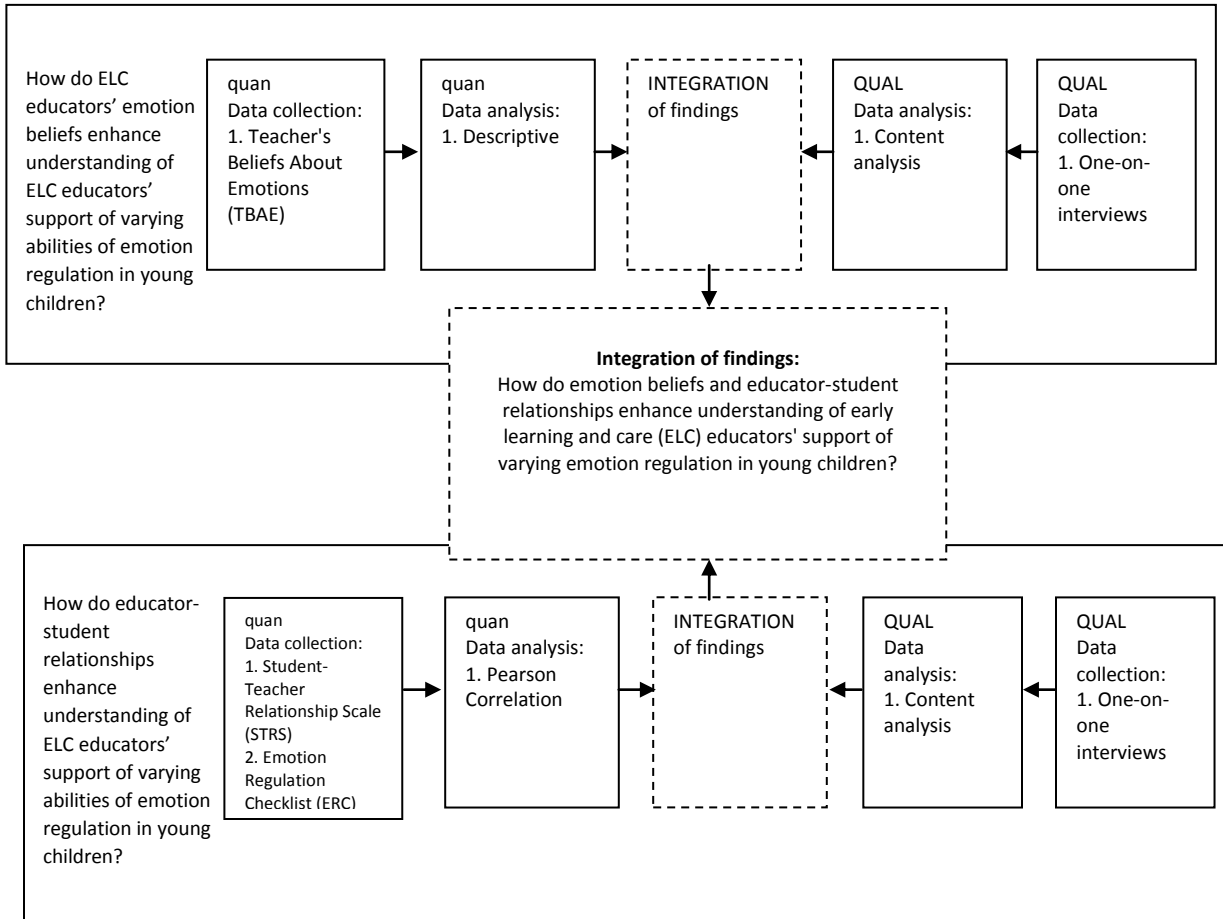 How do ELC
educators’ emotion
beliefs enhance
understanding of
ELC educators’
support of varying
abilities of emotion
regulation in young
children?
quan
Data collection:
1. Teacher's
Beliefs About
Emotions
(TBAE)
quan
Data analysis:
1. Descriptive
INTEGRATION
of findings
QUAL
Data analysis:
1. Content
analysis
QUAL
Data
collection:
1. One-on-
one
interviews
Integration of findings:
How do emotion beliefs and educator-student
relationships enhance understanding of early
learning and care (ELC) educators' support of
varying emotion regulation in young children?
How do educator-
student
relationships
enhance
understanding of
ELC educators’
support of varying
abilities of emotion
regulation in young
children?
quan
Data collection:
1. Student-
Teacher
Relationship Scale
(STRS)
2. Emotion
Regulation
Checklist (ERC)
quan
Data analysis:
1. Pearson
Correlation
INTEGRATION
of findings
QUAL
Data
analysis:
1. Content
analysis
QUAL
Data
collection:
1. One-on-
one
interviews